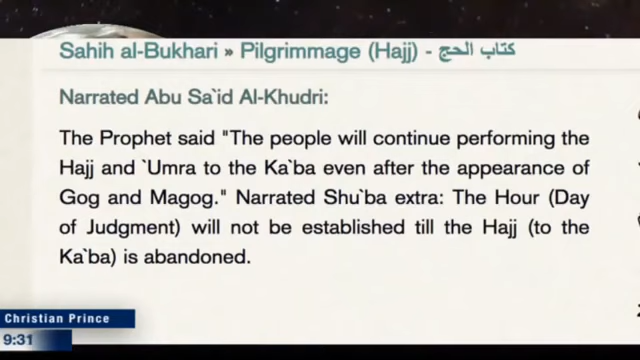 Sahih al-Bukhari » Pilgrimage (Hajj) - كتاب الحج
Narrated Abu Sa`id Al-Khudri:
The Prophet said "The people will continue performing the
Hajj and `Umra to the Ka`ba even after the appearance of
Gog and Magog." Narrated Shu`ba extra: The Hour (Day
of Judgment) will not be established till the Hajj (to the
Ka`ba) is abandoned.
Christian Prince
9:31